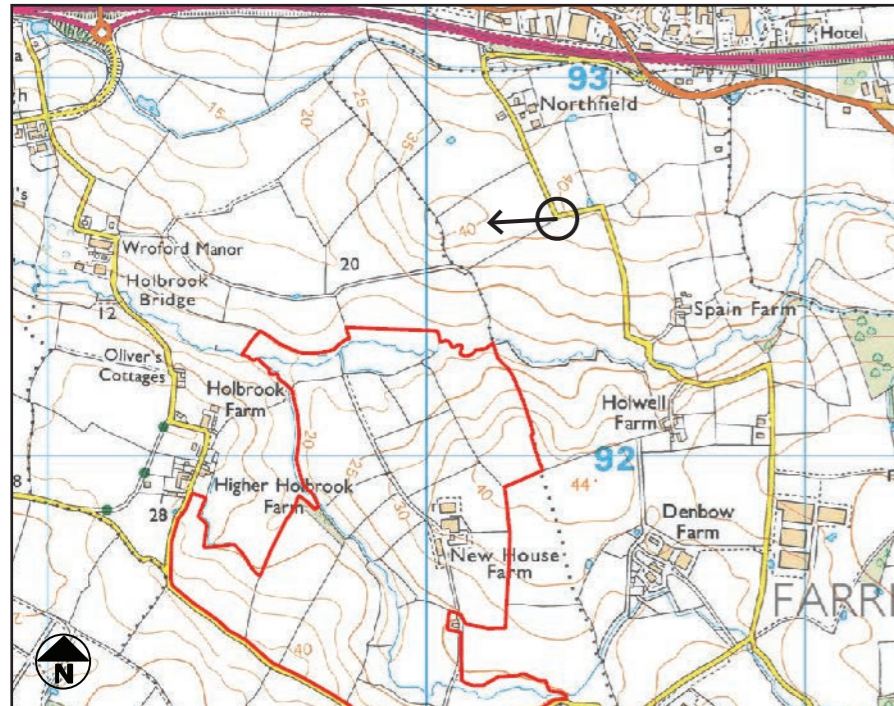 Hotel
93
Northfield
15
20
25
35
40
40
Wroford Manor
20
Holbrook
Bridge
12
Spain Farm
Oliver's
Cottages
Holbrook
Farm
Holwell
Farm
20
92
25
Higher Holbrook
Farm
40
44
28
30
Denbow
Farm
New House
Farm
FARR
40
N